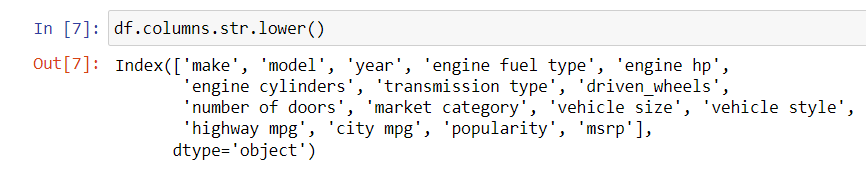 In [7]: df.columns.str.lower()
Out[7]: Index(['make', 'model', 'year', 'engine fuel type', 'engine hp',
'engine cylinders', 'transmission type', 'driven_wheels',
'number of doors', 'market category', 'vehicle size', 'vehicle style',
'highway mpg', 'city mpg', 'popularity', 'msrp'],
dtype='object')